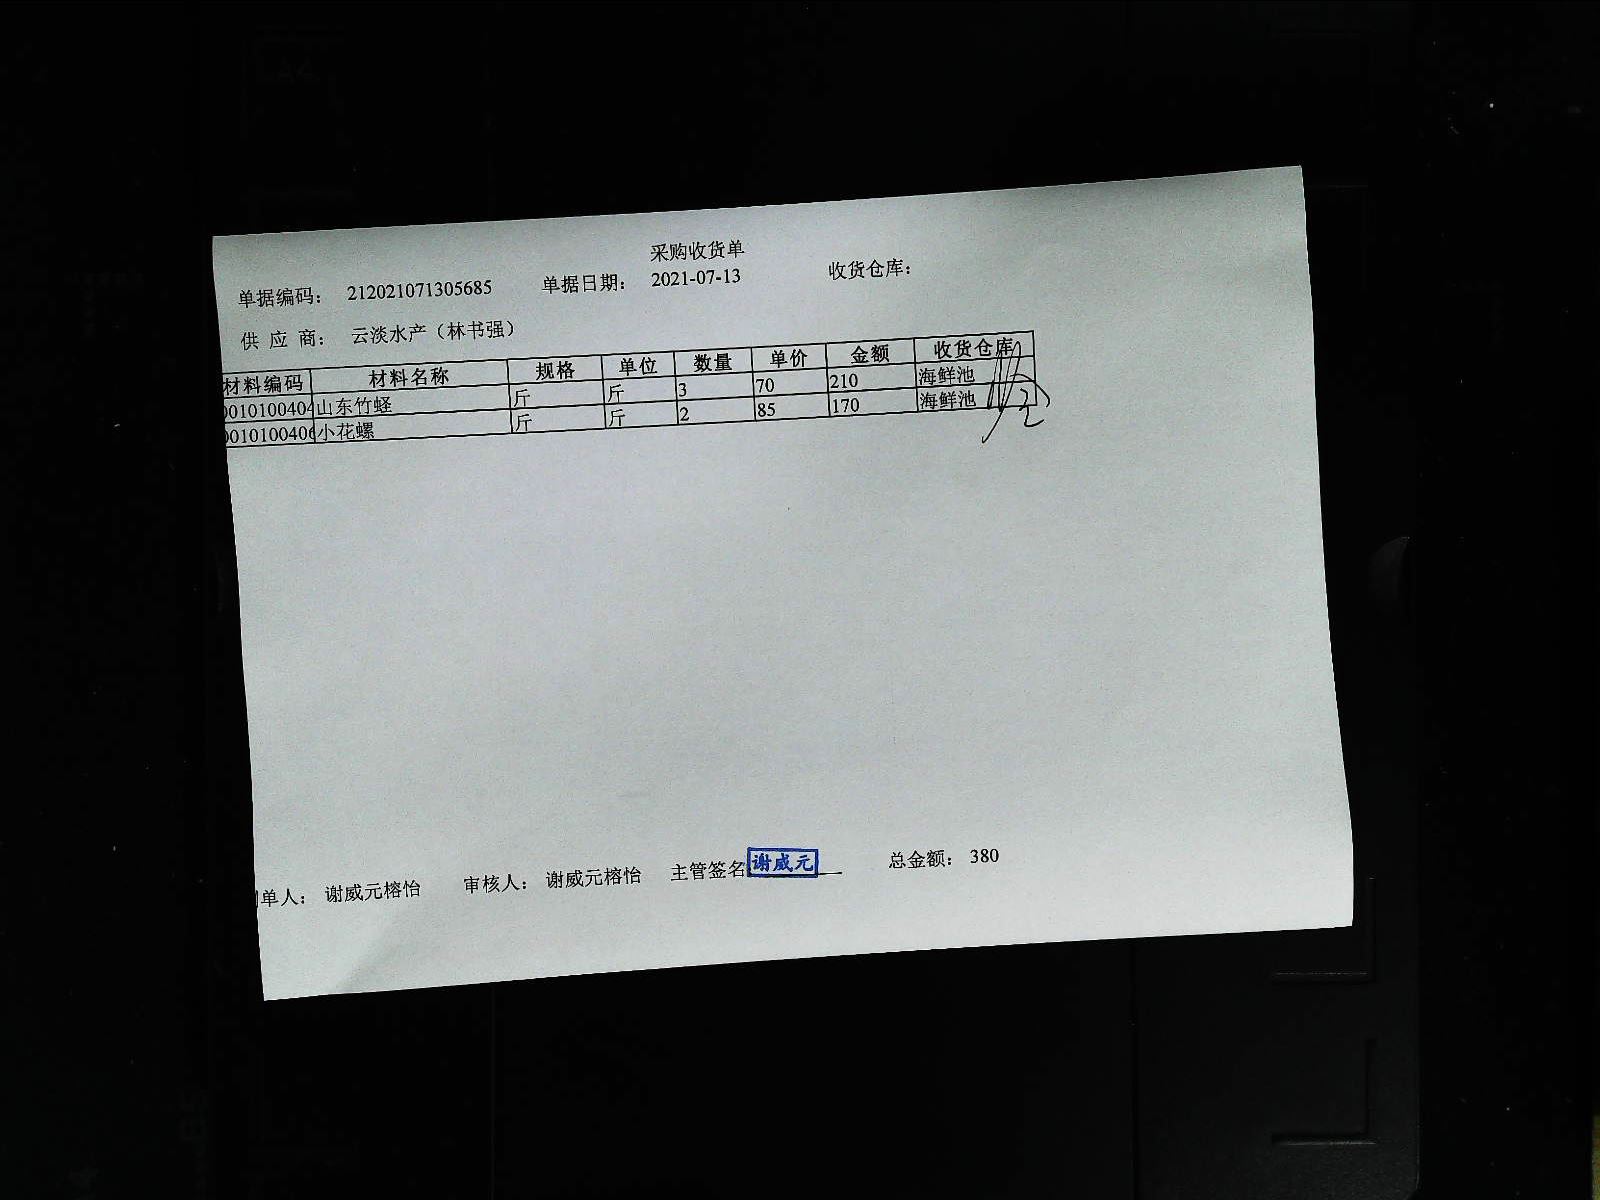 采购收货单
单据编码： 212021071305685 单据日期： 2021-07-13 收货仓库：
供 应 商： 云淡水产（林书强）
材料编码 材料名称 规格 单位 数量 单价 金额 收货仓库
0010100404 山东竹蛏 斤 斤 3 70 210 海鲜池
0010100406 小花螺 斤 斤 2 85 170 海鲜池
单人： 谢威元榕怡 审核人： 谢威元榕怡 主管签名 谢威元 总金额： 380